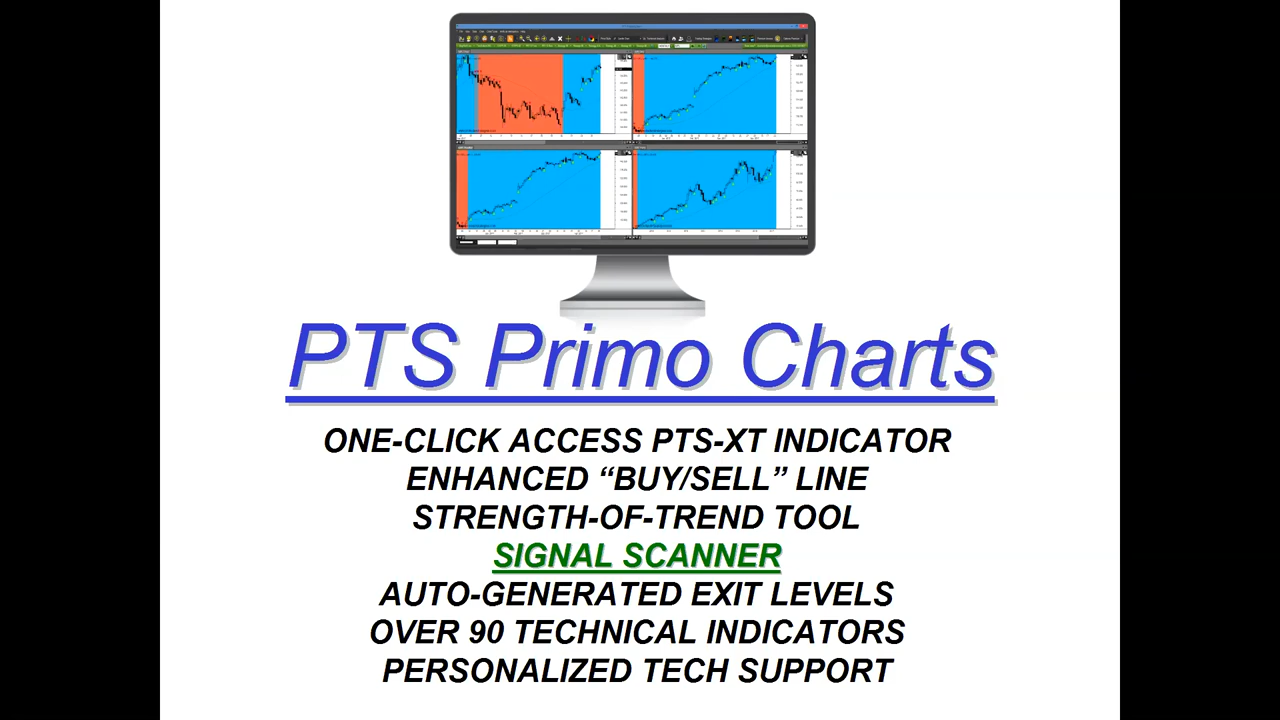 PTS Primo Charts
ONE-CLICK ACCESS PTS-XT INDICATOR
ENHANCED “BUY/SELL” LINE
STRENGTH-OF-TREND TOOL
SIGNAL SCANNER
AUTO-GENERATED EXIT LEVELS
OVER 90 TECHNICAL INDICATORS
PERSONALIZED TECH SUPPORT